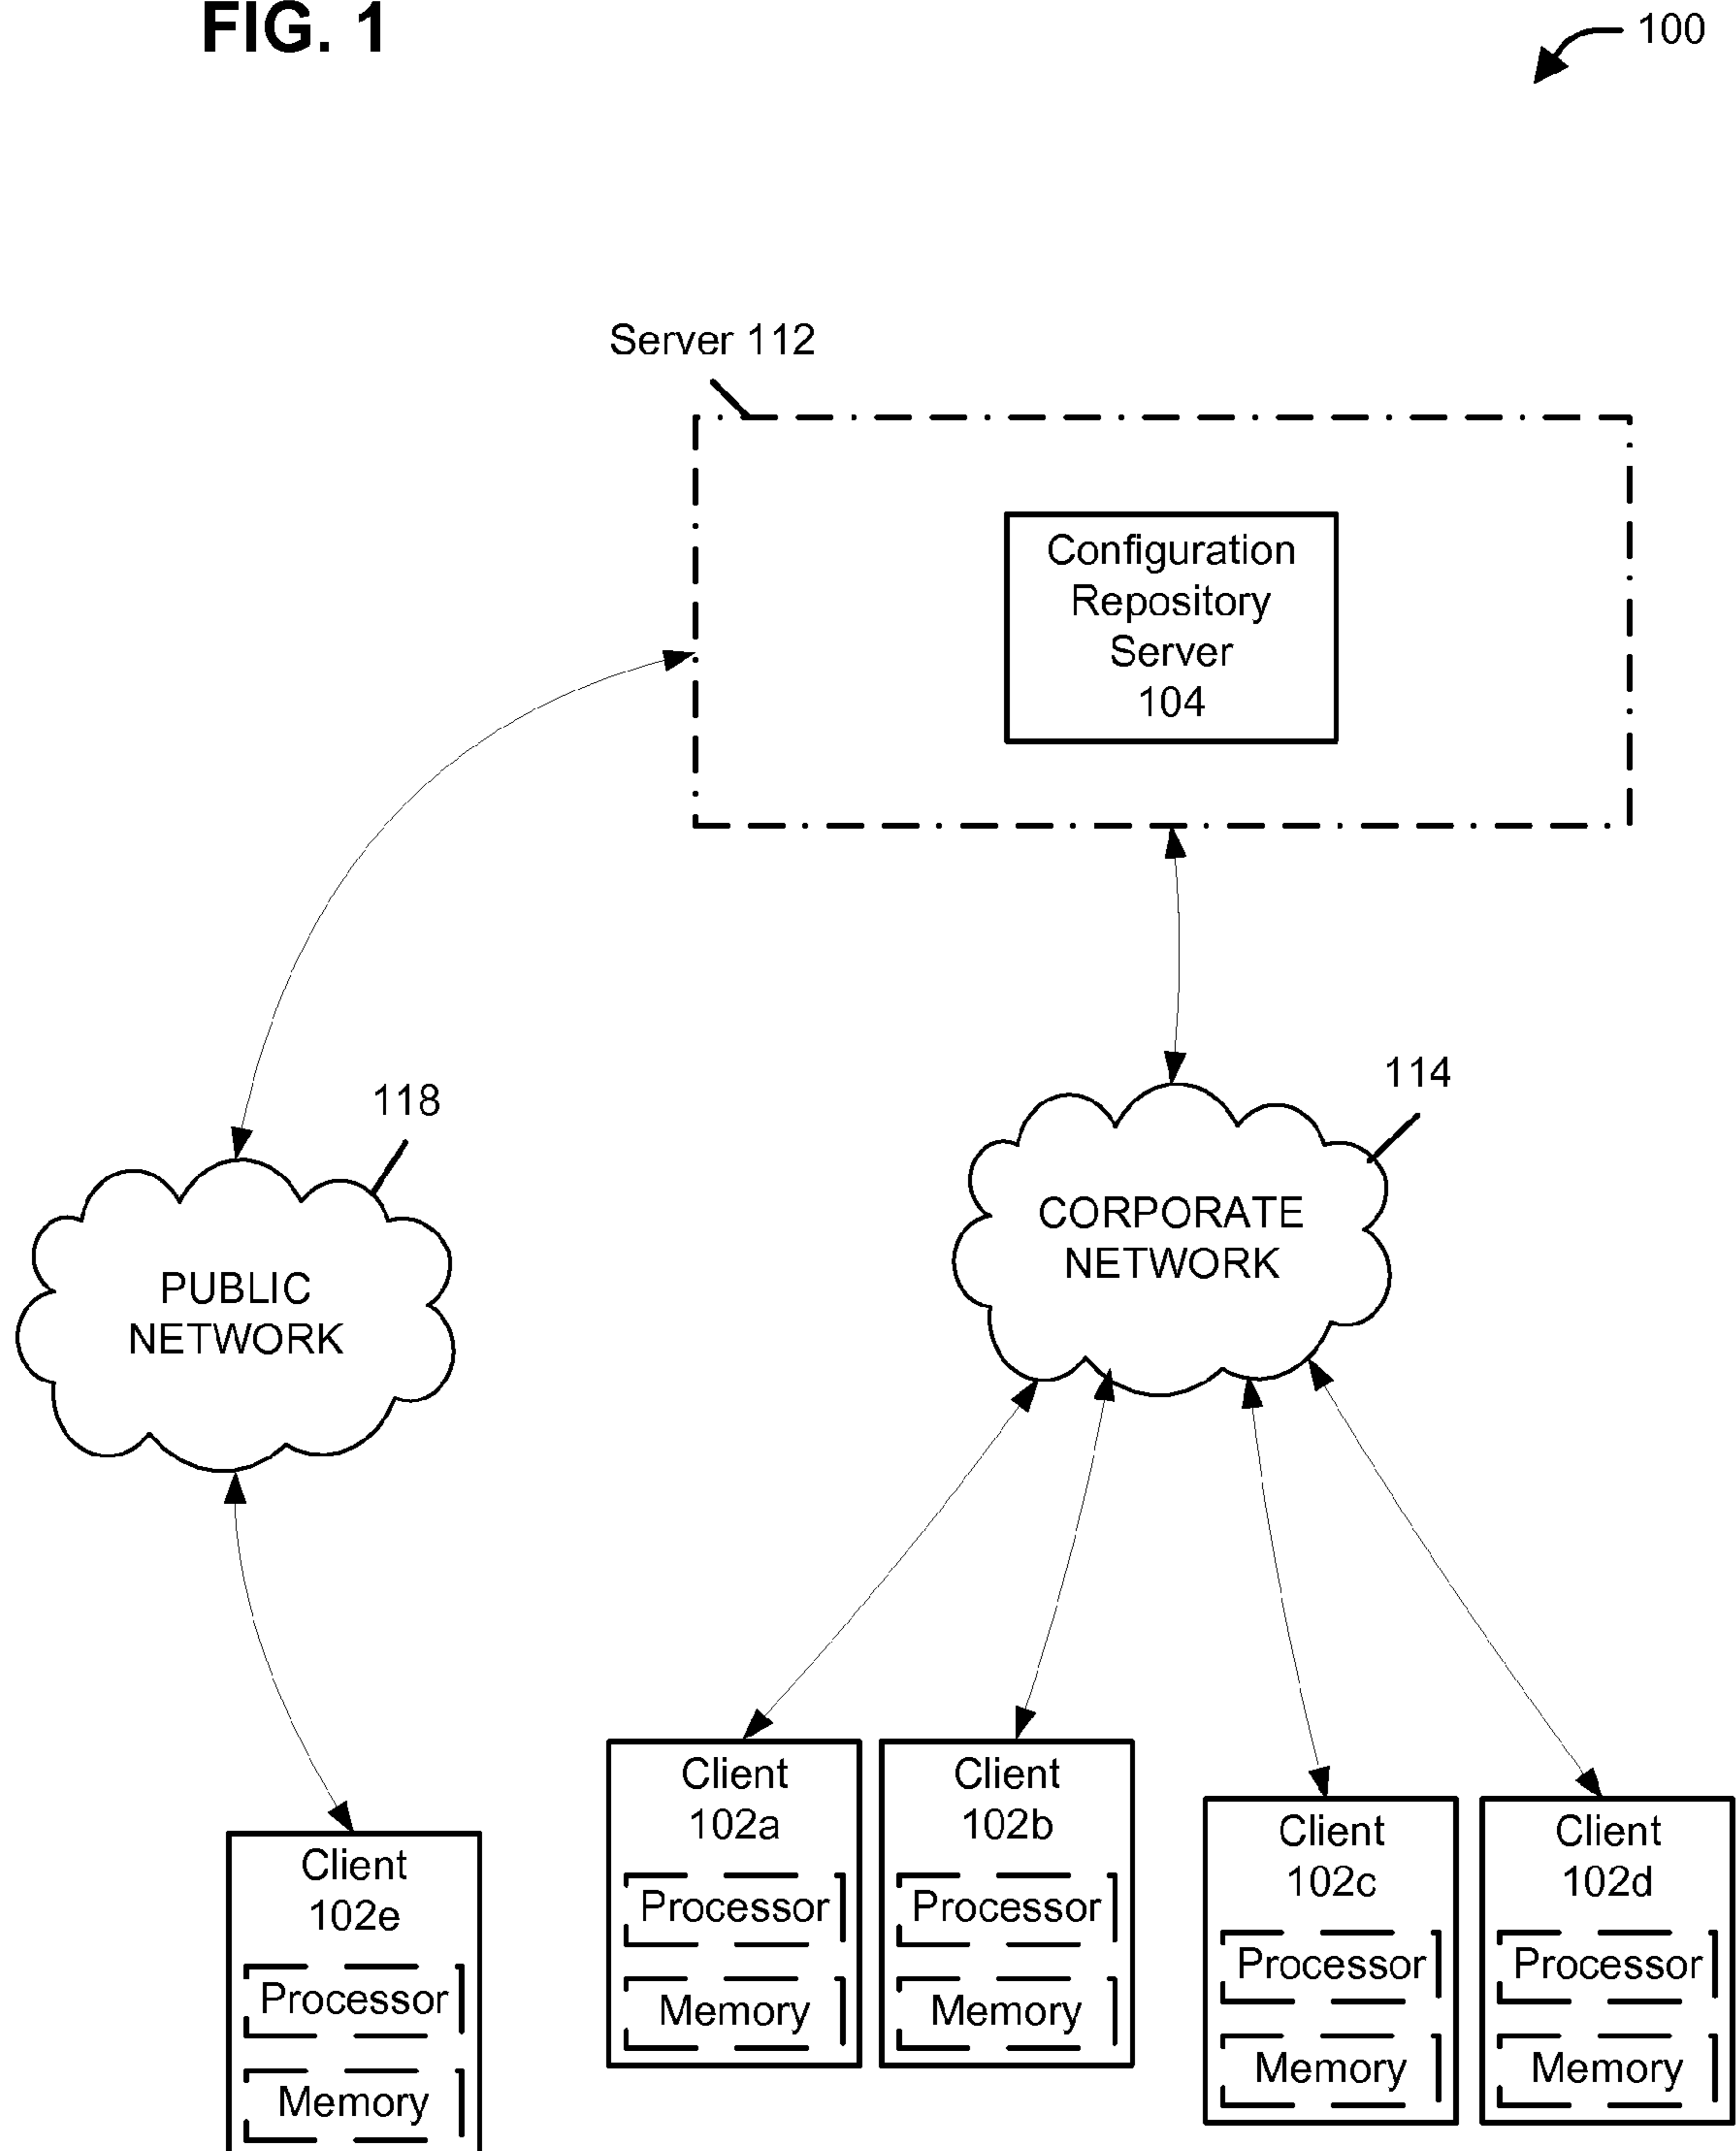 FIG. 1
100
Server 112
Configuration
Repository
Server
104
118
114
PUBLIC
NETWORK
CORPORATE
NETWORK
Client
102e
Processor
Memory
Client
102a
Processor
Memory
Client
102b
Processor
Memory
Client
102c
Processor
Memory
Client
102d
Processor
Memory